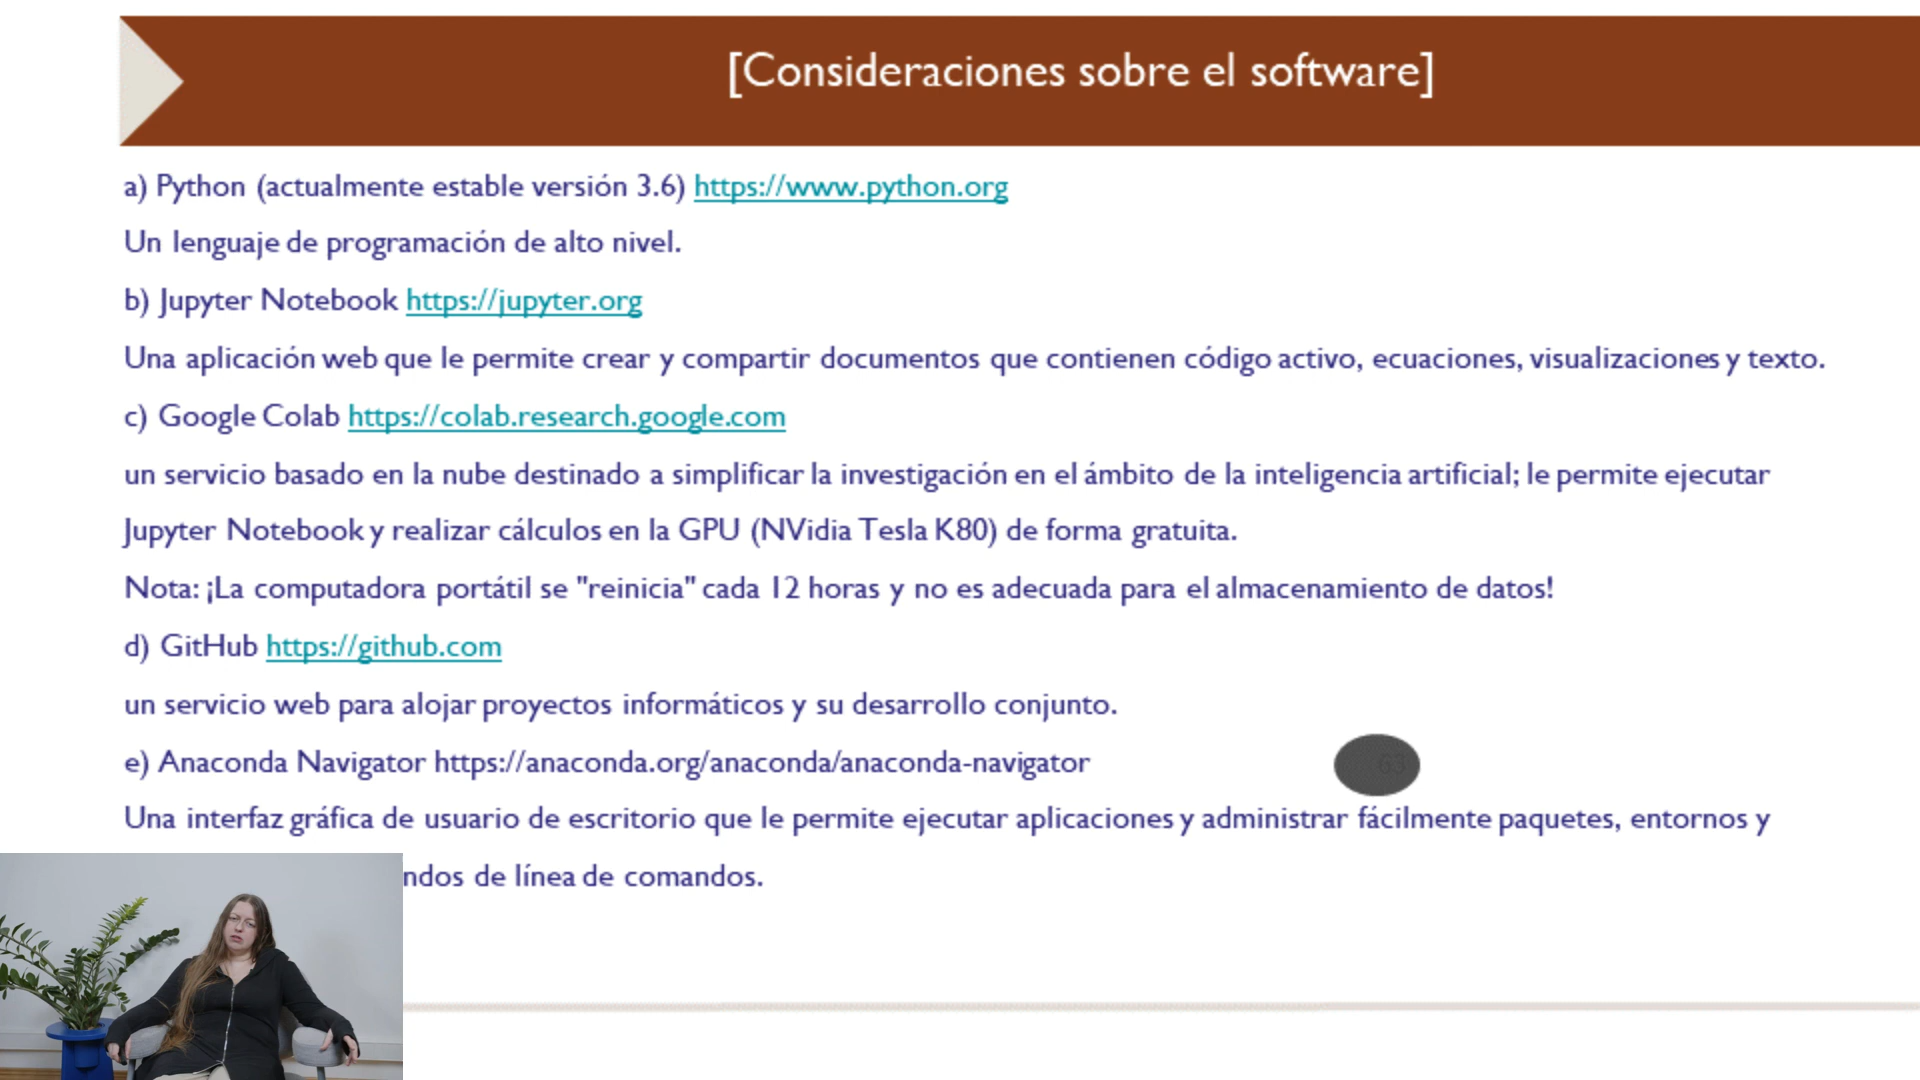 [Consideraciones sobre el software]
a) Python (actualmente estable versión 3.6) https://www.python.org
Un lenguaje de programación de alto nivel.
b) Jupyter Notebook https://jupyter.org
Una aplicación web que le permite crear y compartir documentos que contienen código activo, ecuaciones, visualizaciones y texto.
c) Google Colab https://colab.research.google.com
un servicio basado en la nube destinado a simplificar la investigación en el ámbito de la inteligencia artificial; le permite ejecutar
Jupyter Notebook y realizar cálculos en la GPU (NVidia Tesla K80) de forma gratuita.
Nota: ¡La computadora portátil se "reinicia" cada 12 horas y no es adecuada para el almacenamiento de datos!
d) GitHub https://github.com
un servicio web para alojar proyectos informáticos y su desarrollo conjunto.
e) Anaconda Navigator https://anaconda.org/anaconda/anaconda-navigator
63
Una interfaz gráfica de usuario de escritorio que le permite ejecutar aplicaciones y administrar fácilmente paquetes, entornos y
ndos de línea de comandos.